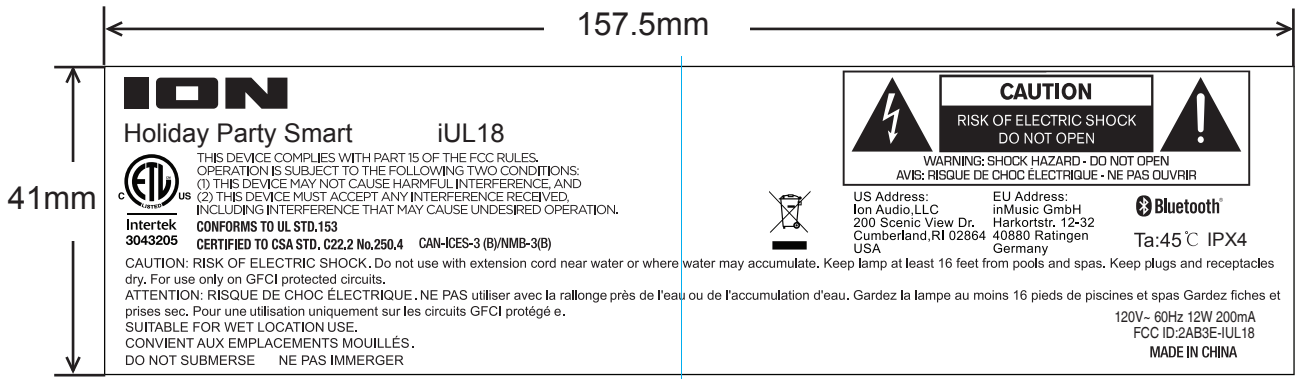 157.5mm
41mm
ION
Holiday Party Smart iUL18
C ETL US
LISTED
Intertek
3043205
THIS DEVICE COMPLIES WITH PART 15 OF THE FCC RULES.
OPERATION IS SUBJECT TO THE FOLLOWING TWO CONDITIONS:
(1) THIS DEVICE MAY NOT CAUSE HARMFUL INTERFERENCE, AND
(2) THIS DEVICE MUST ACCEPT ANY INTERFERENCE RECEIVED,
INCLUDING INTERFERENCE THAT MAY CAUSE UNDESIRED OPERATION.
CONFORMS TO UL STD.153
CERTIFIED TO CSA STD. C22.2 No.250.4 CAN-ICES-3 (B)/NMB-3(B)
CAUTION
RISK OF ELECTRIC SHOCK
DO NOT OPEN
WARNING: SHOCK HAZARD - DO NOT OPEN
AVIS: RISQUE DE CHOC ÉLECTRIQUE - NE PAS OUVRIR
US Address:
Ion Audio,LLC
200 Scenic View Dr.
Cumberland,RI 02864
USA
EU Address:
inMusic GmbH
Harkortstr. 12-32
40880 Ratingen
Germany
Bluetooth®
Ta:45℃ IPX4
CAUTION: RISK OF ELECTRIC SHOCK. Do not use with extension cord near water or where water may accumulate. Keep lamp at least 16 feet from pools and spas. Keep plugs and receptacles
dry. For use only on GFCI protected circuits.
ATTENTION: RISQUE DE CHOC ÉLECTRIQUE. NE PAS utiliser avec la rallonge près de l'eau ou de l'accumulation d'eau. Gardez la lampe au moins 16 pieds de piscines et spas Gardez fiches et
prises sec. Pour une utilisation uniquement sur les circuits GFCI protégé e.
SUITABLE FOR WET LOCATION USE.
CONVIENT AUX EMPLACEMENTS MOUILLÉS.
DO NOT SUBMERSE NE PAS IMMERGER
120V~ 60Hz 12W 200mA
FCC ID:2AB3E-IUL18
MADE IN CHINA